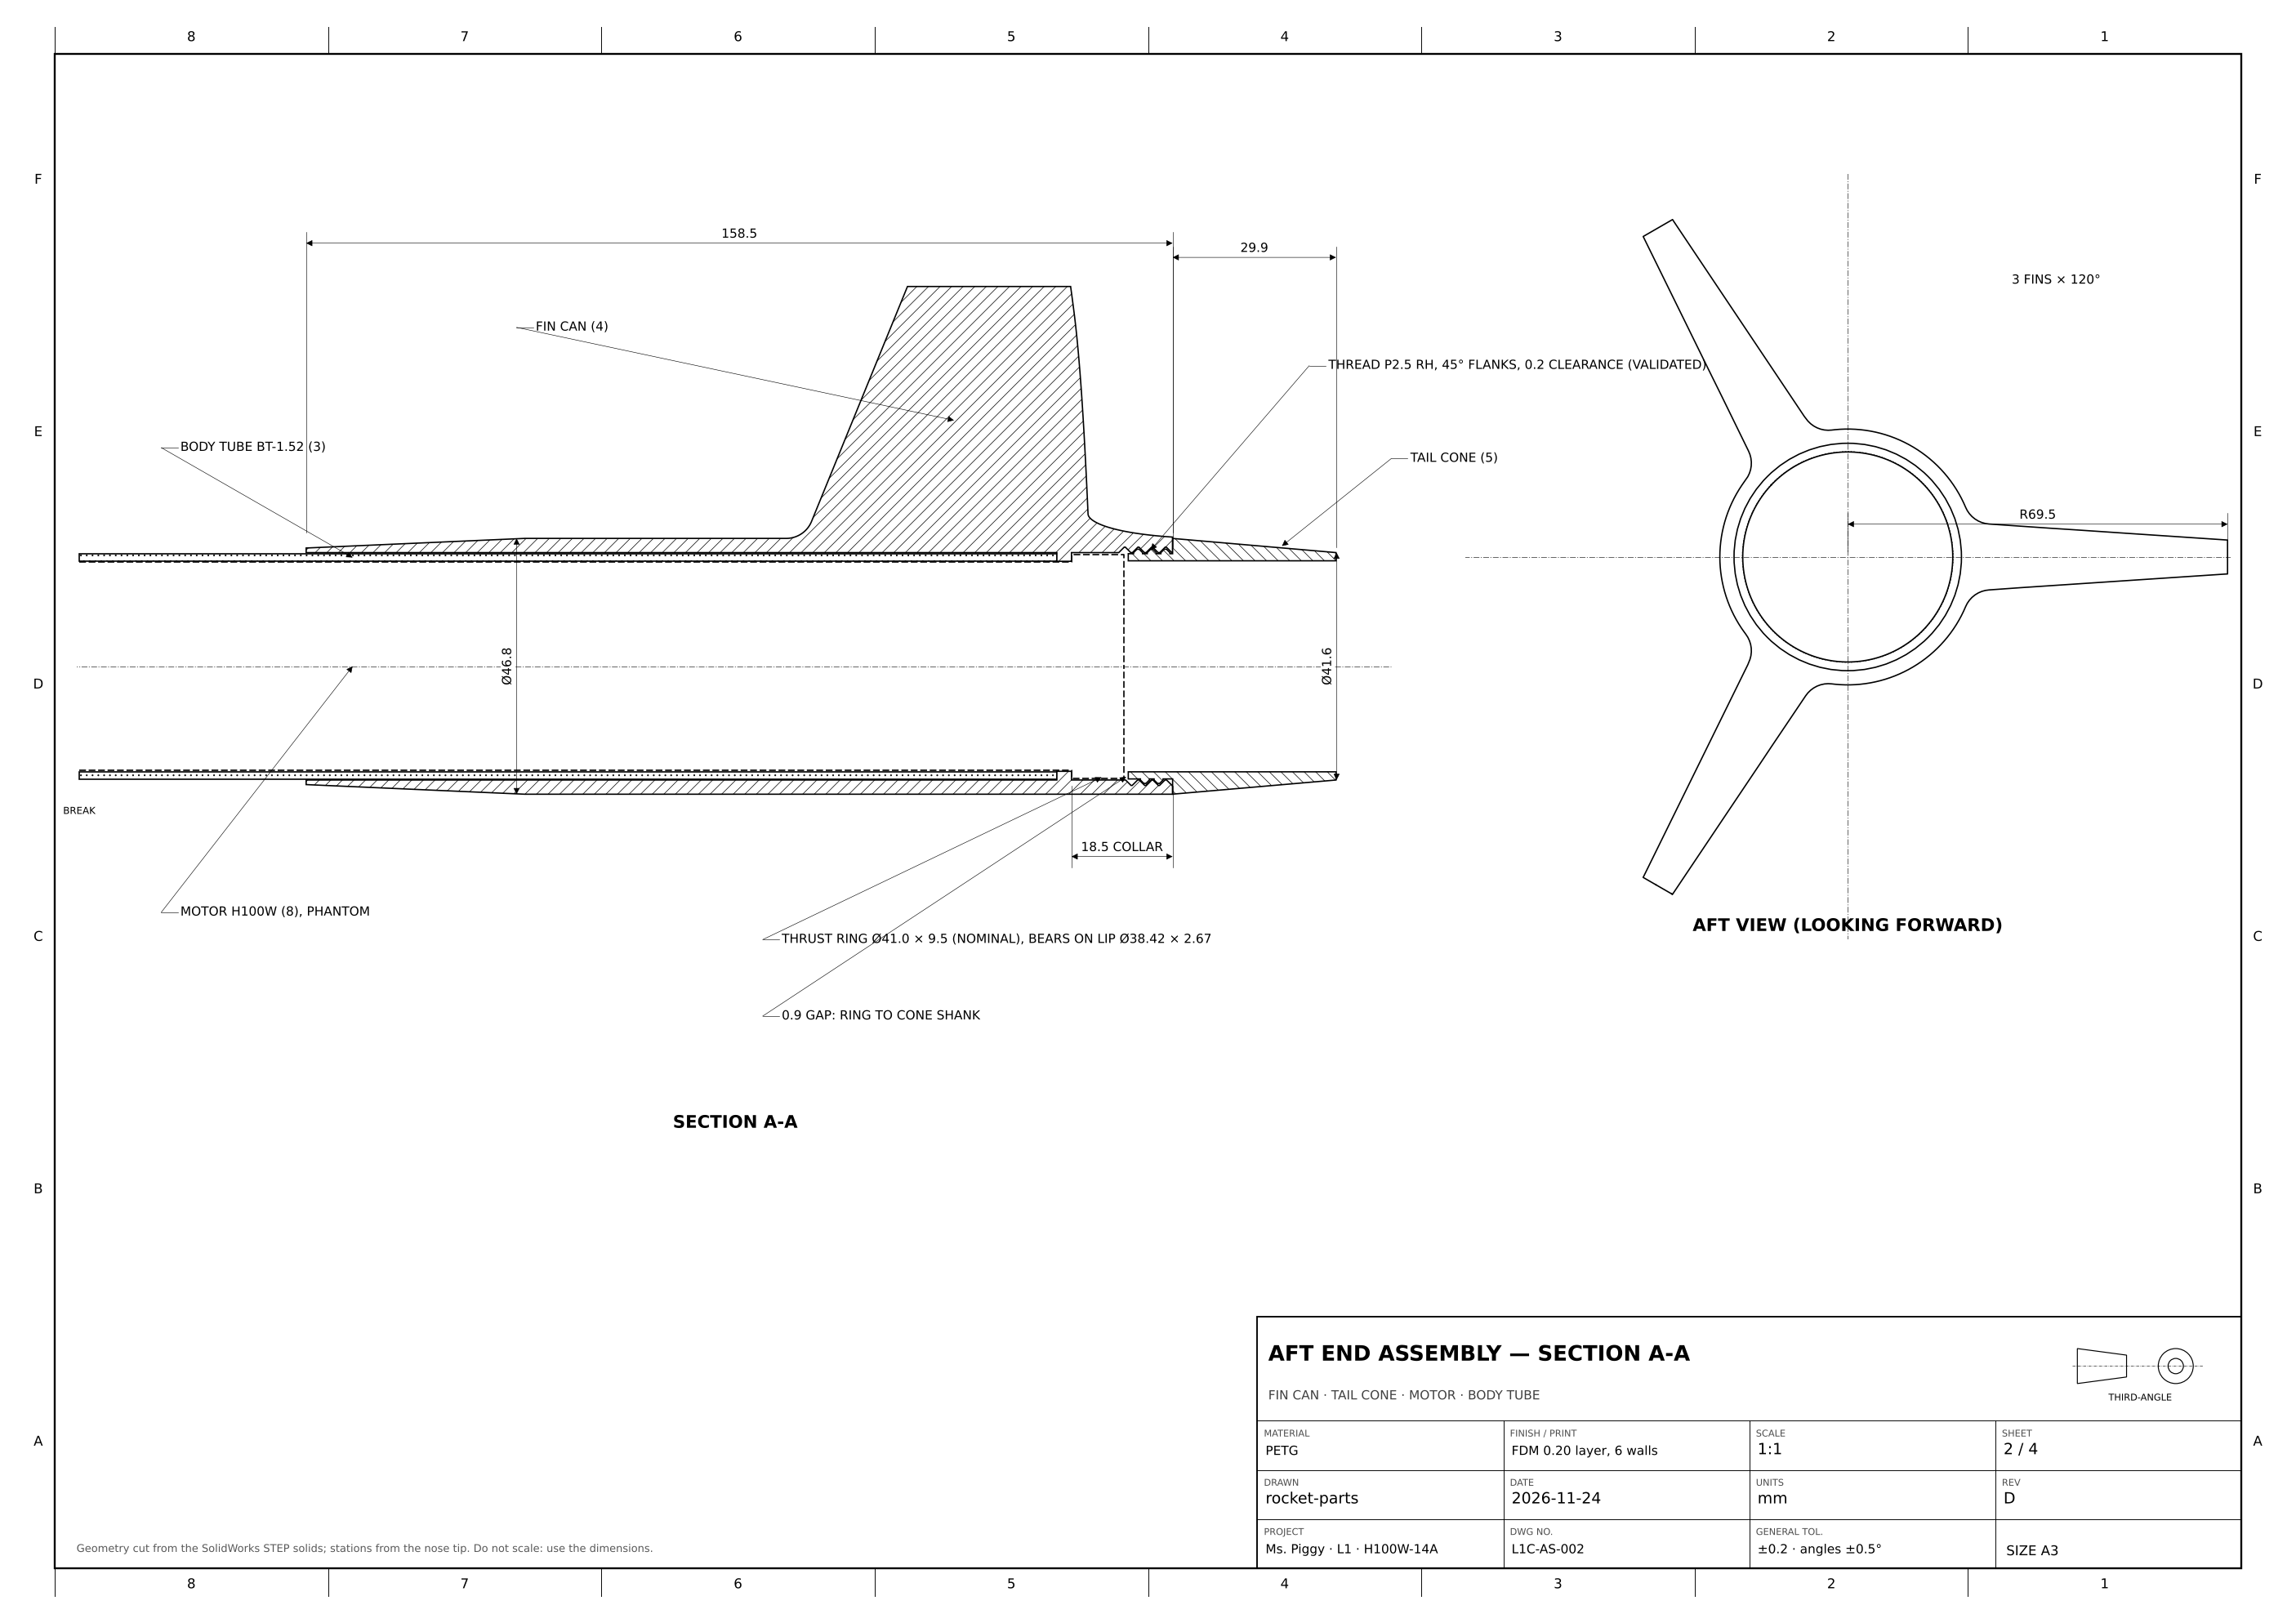 8 7 6 5 4 3 2 1
F F
158.5
29.9
3 FINS × 120°
FIN CAN (4)
THREAD P2.5 RH, 45° FLANKS, 0.2 CLEARANCE (VALIDATED)
E E
BODY TUBE BT-1.52 (3)
TAIL CONE (5)
R69.5
Ø46.8
Ø41.6
D D
BREAK
18.5 COLLAR
MOTOR H100W (8), PHANTOM
AFT VIEW (LOOKING FORWARD)
C C
THRUST RING Ø41.0 × 9.5 (NOMINAL), BEARS ON LIP Ø38.42 × 2.67
0.9 GAP: RING TO CONE SHANK
SECTION A-A
B B
AFT END ASSEMBLY — SECTION A-A
FIN CAN · TAIL CONE · MOTOR · BODY TUBE
THIRD-ANGLE
A A
MATERIAL
PETG
FINISH / PRINT
FDM 0.20 layer, 6 walls
SCALE
1:1
SHEET
2 / 4
DRAWN
rocket-parts
DATE
2026-11-24
UNITS
mm
REV
D
PROJECT
Ms. Piggy · L1 · H100W-14A
DWG NO.
L1C-AS-002
GENERAL TOL.
±0.2 · angles ±0.5°
SIZE A3
Geometry cut from the SolidWorks STEP solids; stations from the nose tip. Do not scale: use the dimensions.
8 7 6 5 4 3 2 1